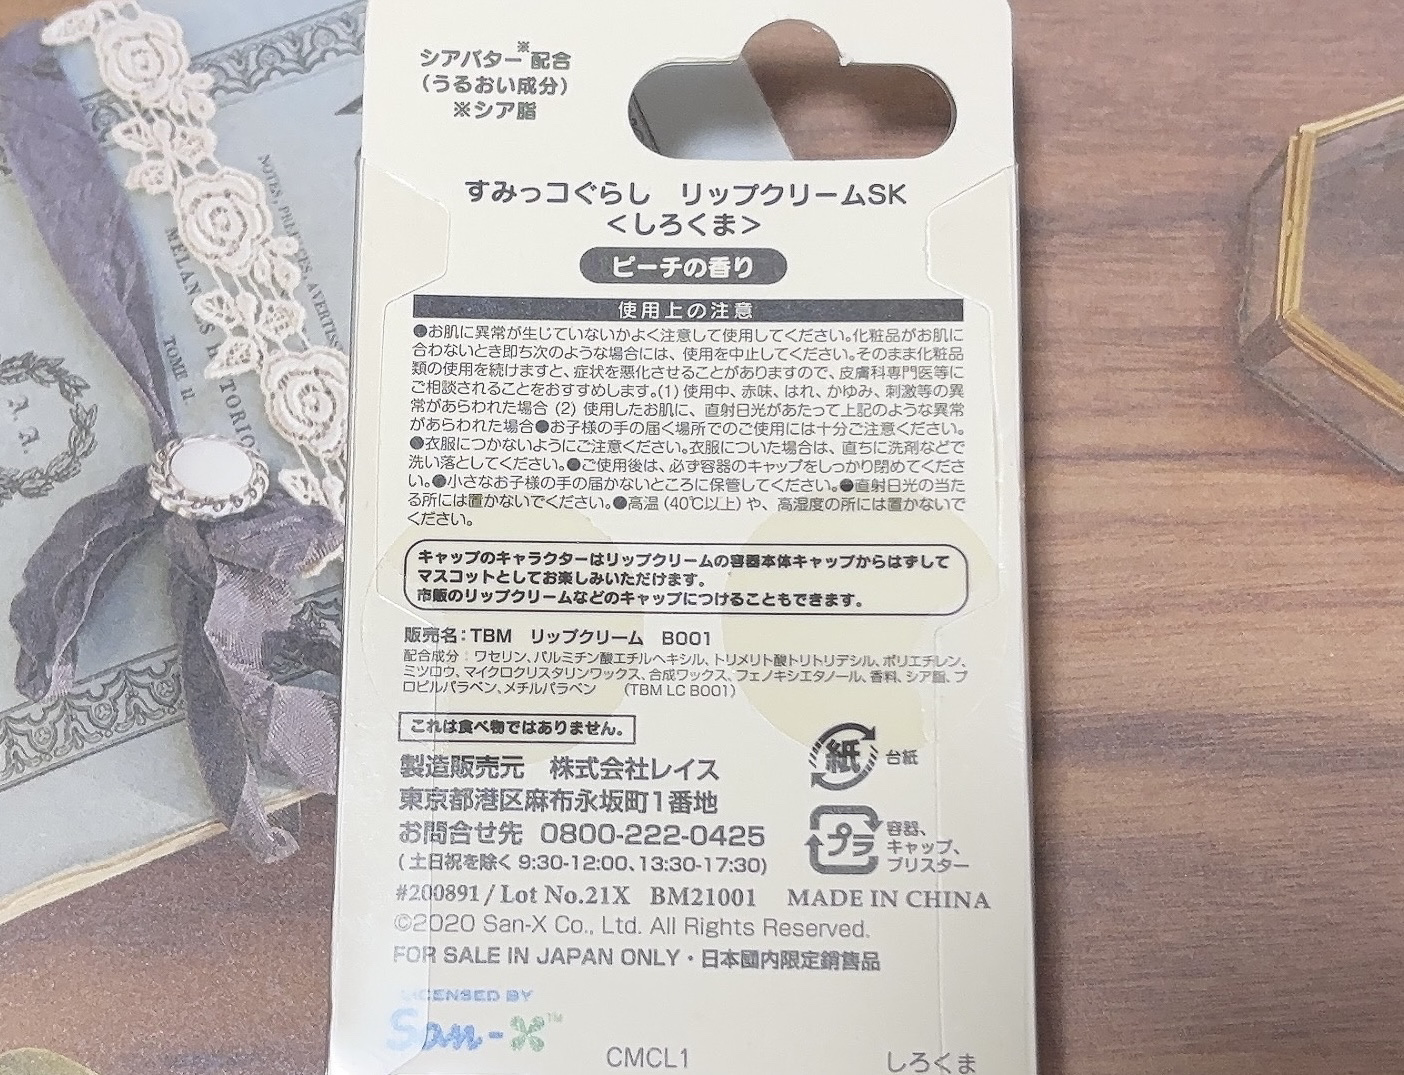 シアバター※配合
（うるおい成分）
※シア脂
すみっコぐらし　リップクリームSK
＜しろくま＞
ピーチの香り
使用上の注意
●お肌に異常が生じていないかよく注意して使用してください。化粧品がお肌に
合わないとき即ち次のような場合には、使用を中止してください。そのまま化粧品
類の使用を続けますと、症状を悪化させることがありますので、皮膚科専門医等に
ご相談されることをおすすめします。(1) 使用中、赤味、はれ、かゆみ、刺激等の異
常があらわれた場合 (2) 使用したお肌に、直射日光があたって上記のような異常
があらわれた場合●お子様の手の届く場所でのご使用には十分ご注意ください。
●衣服につかないようにご注意ください。衣服についた場合は、直ちに洗剤などで
洗い落としてください。●ご使用後は、必ず容器のキャップをしっかり閉めてくださ
い。●小さなお子様の手の届かないところに保管してください。●直射日光の当た
る所には置かないでください。●高温 (40℃以上) や、高湿度の所には置かないで
ください。
キャップのキャラクターはリップクリームの容器本体キャップからはずして
マスコットとしてお楽しみいただけます。
市販のリップクリームなどのキャップにつけることもできます。
販売名：TBM　リップクリーム　B001
配合成分：ワセリン、パルミチン酸エチルヘキシル、トリメリト酸トリトリデシル、ポリエチレン、
ミツロウ、マイクロクリスタリンワックス、合成ワックス、フェノキシエタノール、香料、シア脂、プ
ロピルパラベン、メチルパラベン　（TBM LC B001）
これは食べ物ではありません。
製造販売元　株式会社レイス
東京都港区麻布永坂町1番地
お問合せ先 0800-222-0425
(土日祝を除く 9:30-12:00、13:30-17:30)
紙 台紙
プラ 容器、
キャップ、
ブリスター
#200891 / Lot No.21X BM21001 MADE IN CHINA
©2020 San-X Co., Ltd. All Rights Reserved.
FOR SALE IN JAPAN ONLY・日本国内限定銷售品
LICENSED BY
San-X™
CMCL1 しろくま
NOTES, PRÉFACES, AVERTISS
TOME 11
A. A.